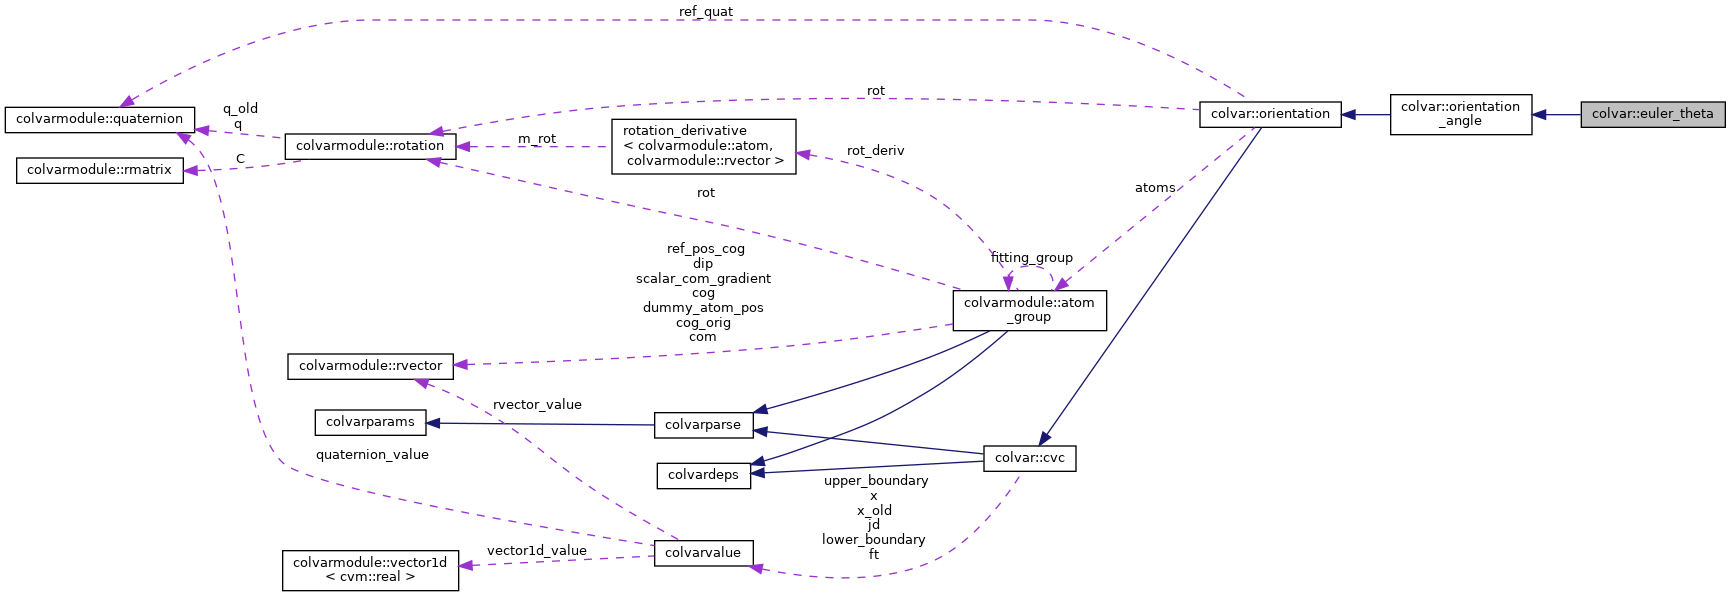 ref_quat
rot
colvarmodule::quaternion
q_old
q
colvarmodule::rotation
C
colvarmodule::rmatrix
m_rot
rotation_derivative
< colvarmodule::atom,
colvarmodule::rvector >
rot_deriv
rot
colvar::orientation
colvar::orientation
_angle
colvar::euler_theta
atoms
fitting_group
colvarmodule::atom
_group
ref_pos_cog
dip
scalar_com_gradient
cog
dummy_atom_pos
cog_orig
com
colvarmodule::rvector
rvector_value
colvarparams
colvarparse
quaternion_value
colvardeps
colvar::cvc
upper_boundary
x
x_old
jd
lower_boundary
ft
colvarvalue
vector1d_value
colvarmodule::vector1d
< cvm::real >